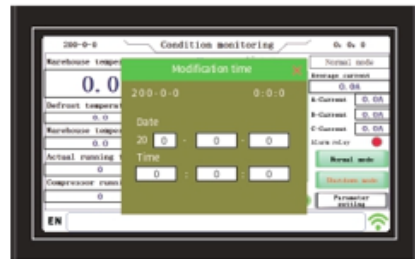 200-0-0
Condition monitoring
0: 0: 0
Warehouse temper
Modification time
Normal mode
Average current
0.0
200-0-0
0:0:0
0.0A
Defrost temperat
A-Current
0.0A
0.0
Date
B-Current
0.0A
Warehouse temper
20 0 - 0 - 0
C-Current
0.0A
0.0
Time
Alarm relay
Actual running t
0 : 0 : 0
Normal mode
0
Shutdown mode
Compressor runni
Parameter
0
setting
EN